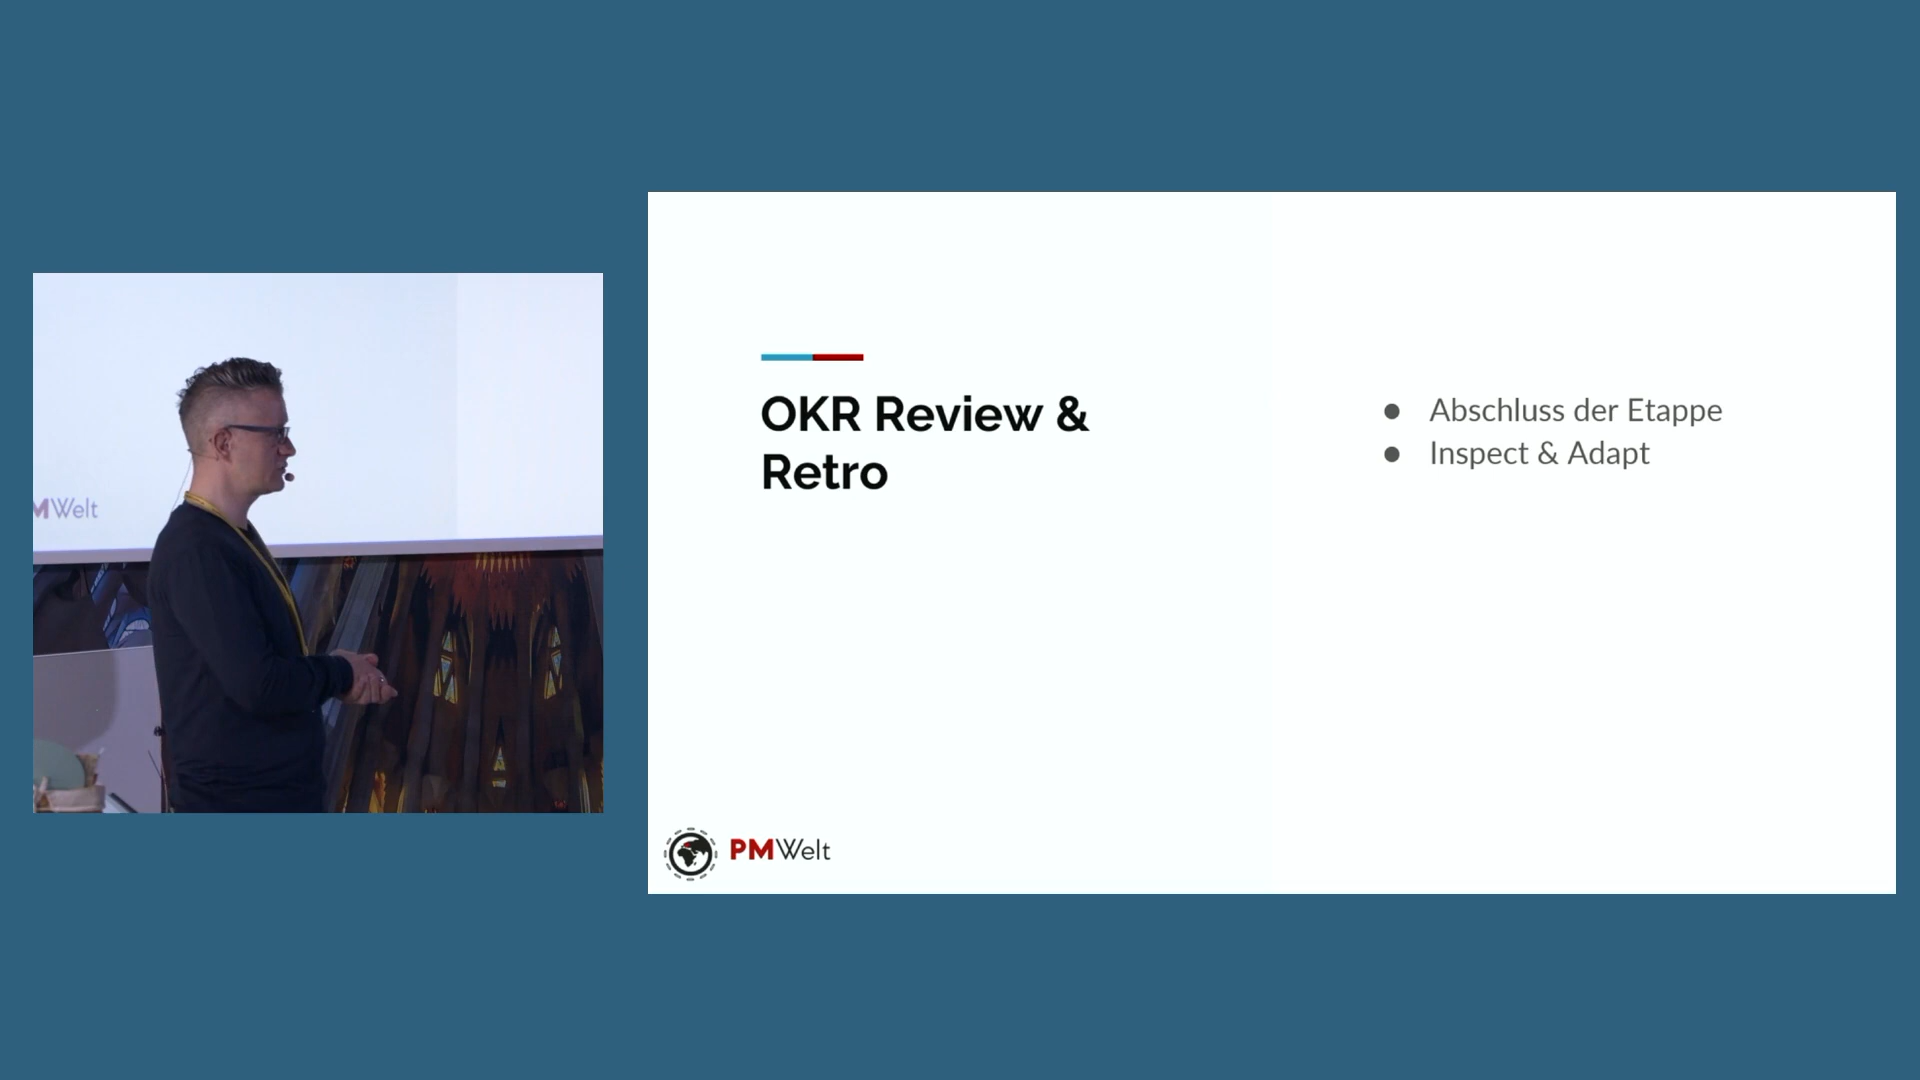 MWelt
OKR Review &
Retro
● Abschluss der Etappe
● Inspect & Adapt
PMWelt